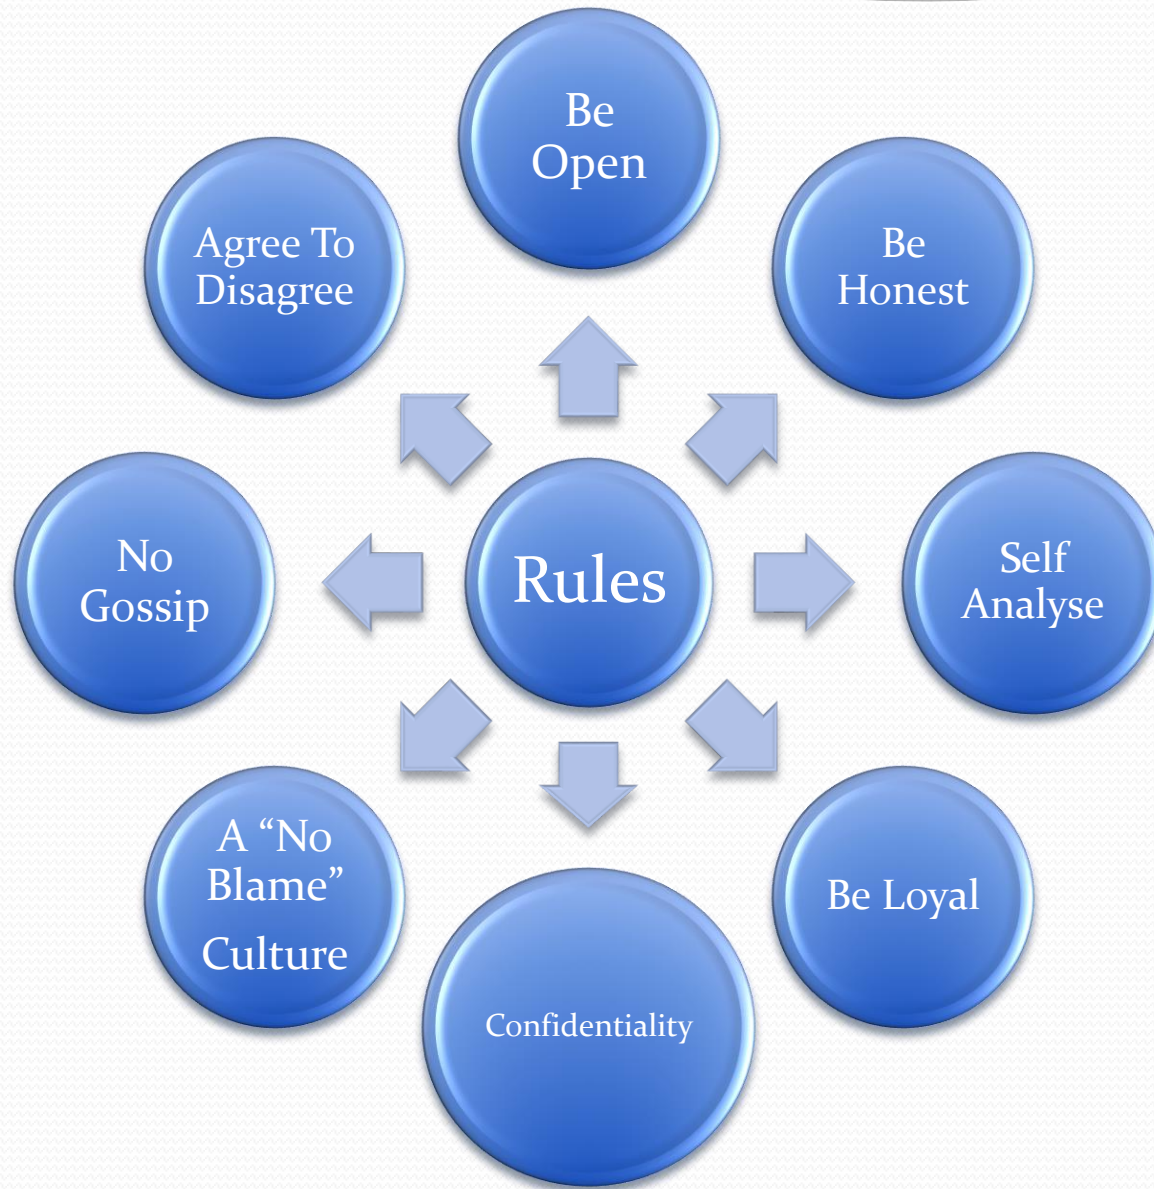 Be
Open
Agree To
Disagree
Be
Honest
No
Gossip
Rules
Self
Analyse
A “No
Blame”
Culture
Be Loyal
Confidentiality